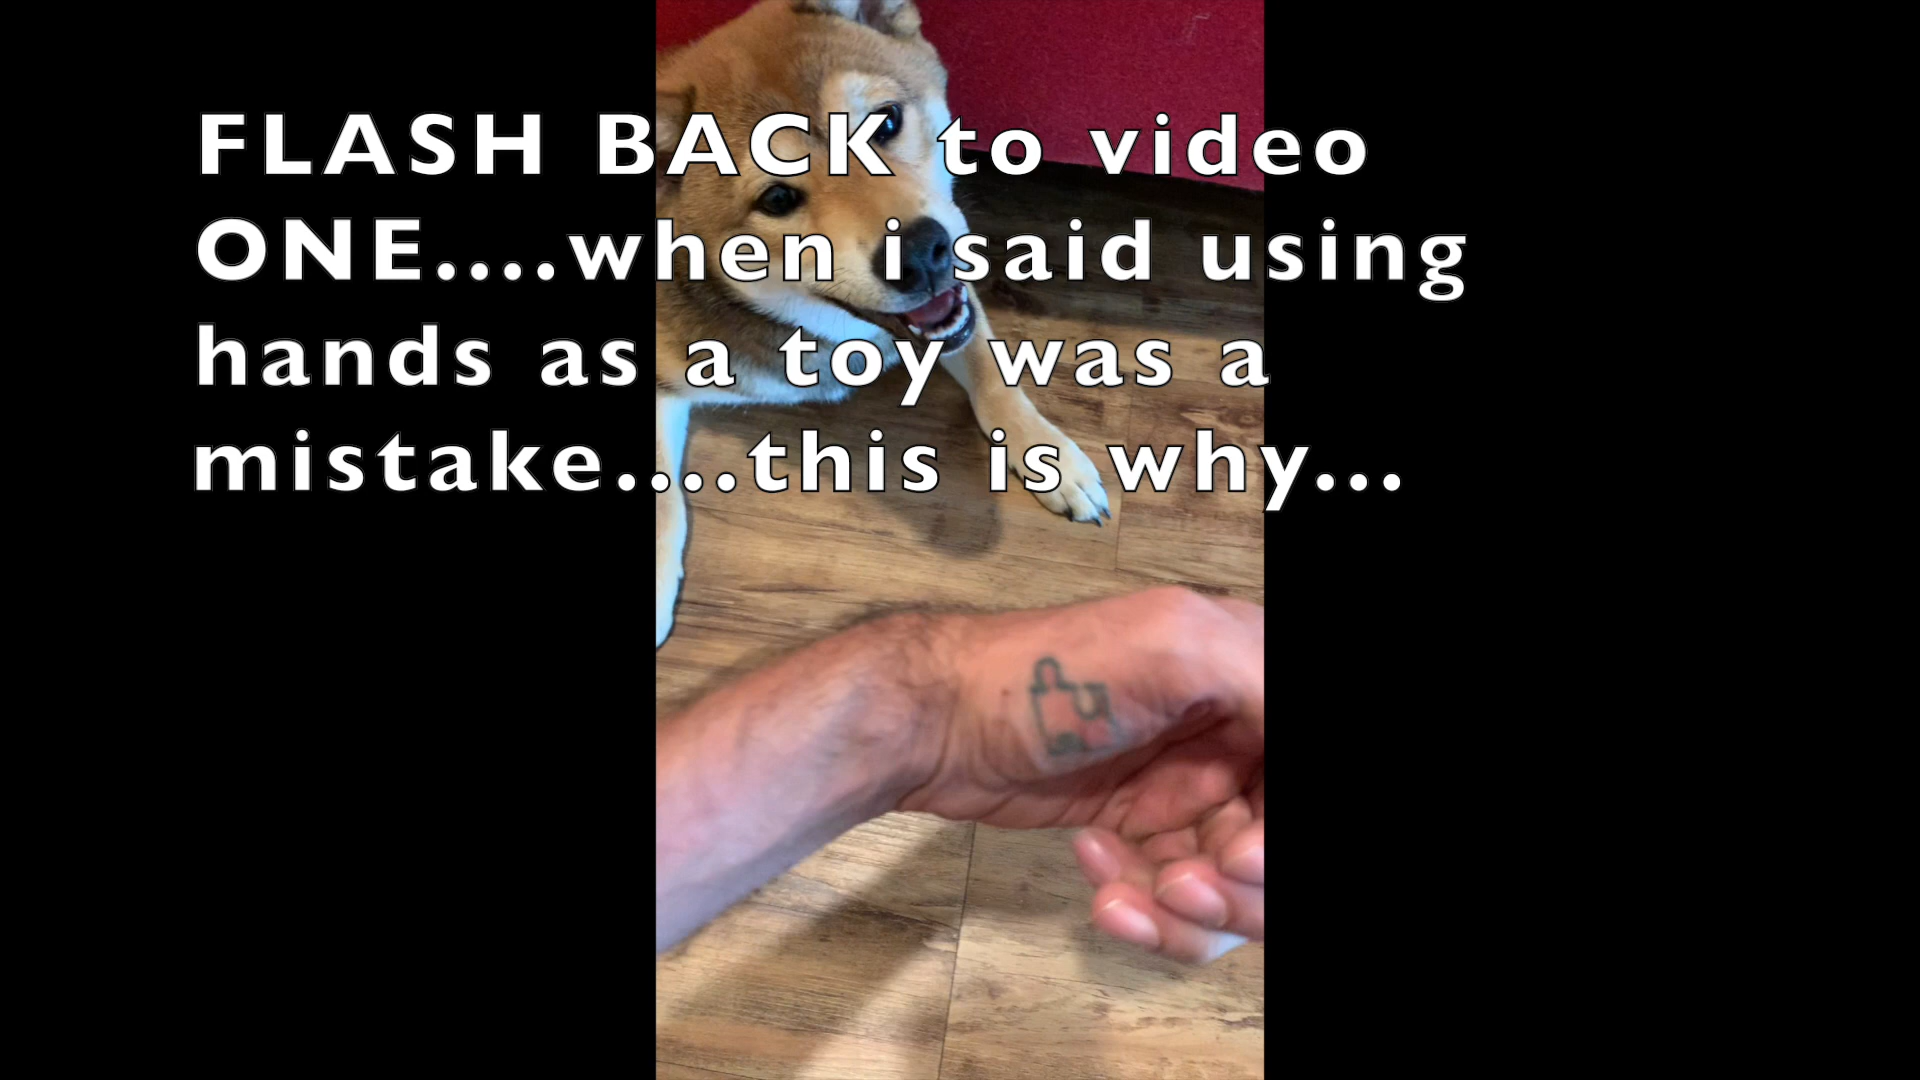 FLASH BACK to video
ONE....when i said using
hands as a toy was a
mistake....this is why...